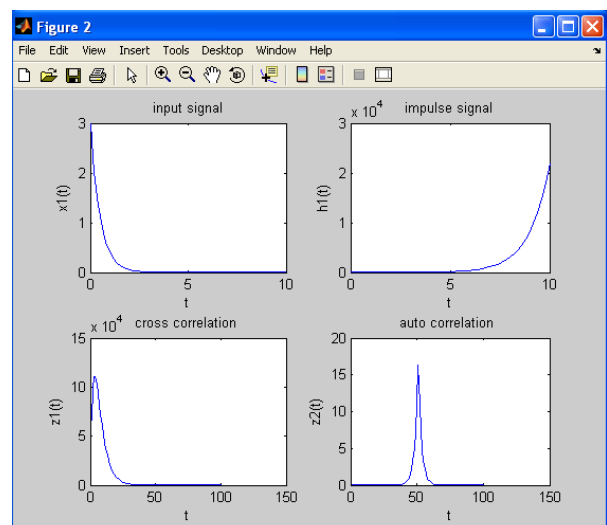 Figure 2
File Edit View Insert Tools Desktop Window Help
input signal
3
2
1
0
x1(t)
0 5 10
t
x 10^4 impulse signal
3
2
1
0
h1(t)
0 5 10
t
x 10^4 cross correlation
15
10
5
0
z1(t)
0 50 100 150
t
auto correlation
20
15
10
5
0
z2(t)
0 50 100 150
t